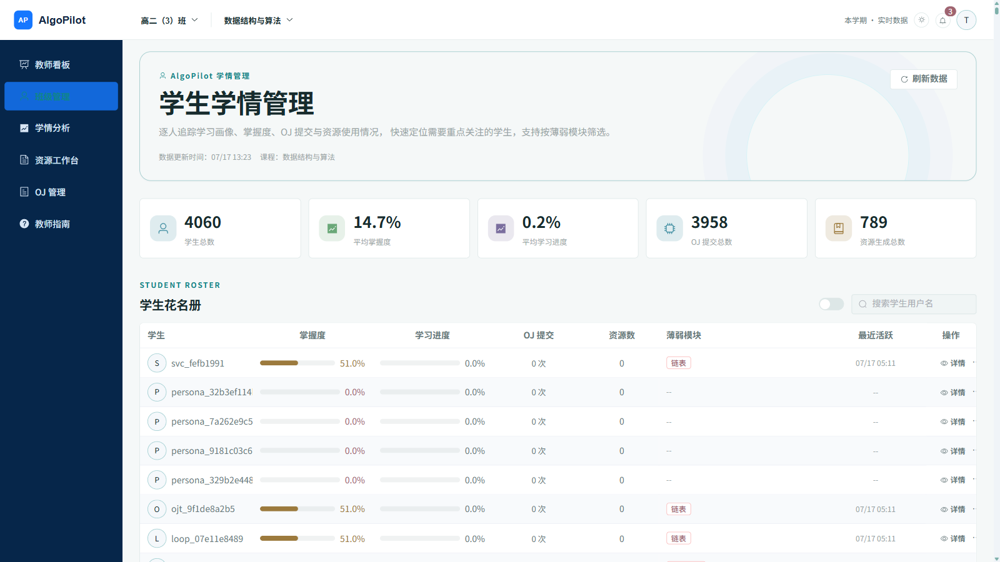 AP AlgoPilot
高二（3）班
数据结构与算法
本学期 • 实时数据
3
T
教师看板
班级管理
学情分析
资源工作台
OJ 管理
教师指南
AlgoPilot 学情管理
学生学情管理
逐人追踪学习画像、掌握度、OJ 提交与资源使用情况， 快速定位需要重点关注的学生，支持按薄弱模块筛选。
数据更新时间：07/17 13:23 课程：数据结构与算法
刷新数据
4060
学生总数
14.7%
平均掌握度
0.2%
平均学习进度
3958
OJ 提交总数
789
资源生成总数
STUDENT ROSTER
学生花名册
搜索学生用户名
学生 掌握度 学习进度 OJ 提交 资源数 薄弱模块 最近活跃 操作
S svc_fefb1991 51.0% 0.0% 0 次 0 链表 07/17 05:11 详情
P persona_32b3ef114 0.0% 0.0% 0 次 0 -- -- 详情
P persona_7a262e9c5 0.0% 0.0% 0 次 0 -- -- 详情
P persona_9181c03c6 0.0% 0.0% 0 次 0 -- -- 详情
P persona_329b2e448 0.0% 0.0% 0 次 0 -- -- 详情
O ojt_9f1de8a2b5 51.0% 0.0% 0 次 0 链表 07/17 05:11 详情
L loop_07e11e8489 51.0% 0.0% 0 次 0 链表 07/17 05:11 详情